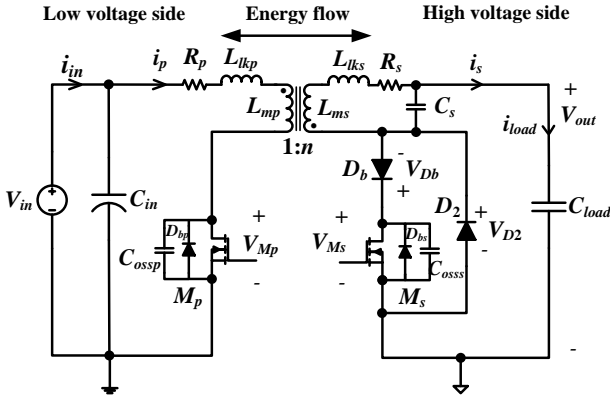 Low voltage side
Energy flow
High voltage side
i_in
i_p
R_p
L_lkp
L_lks
R_s
i_s
L_mp
L_ms
C_s
+
V_out
i_load
1:n
D_b
-
V_Db
+
D_2
+
V_D2
-
V_in
C_in
C_load
D_bp
C_ossp
+
V_Mp
-
M_p
+
V_Ms
-
D_bs
C_osss
M_s
-